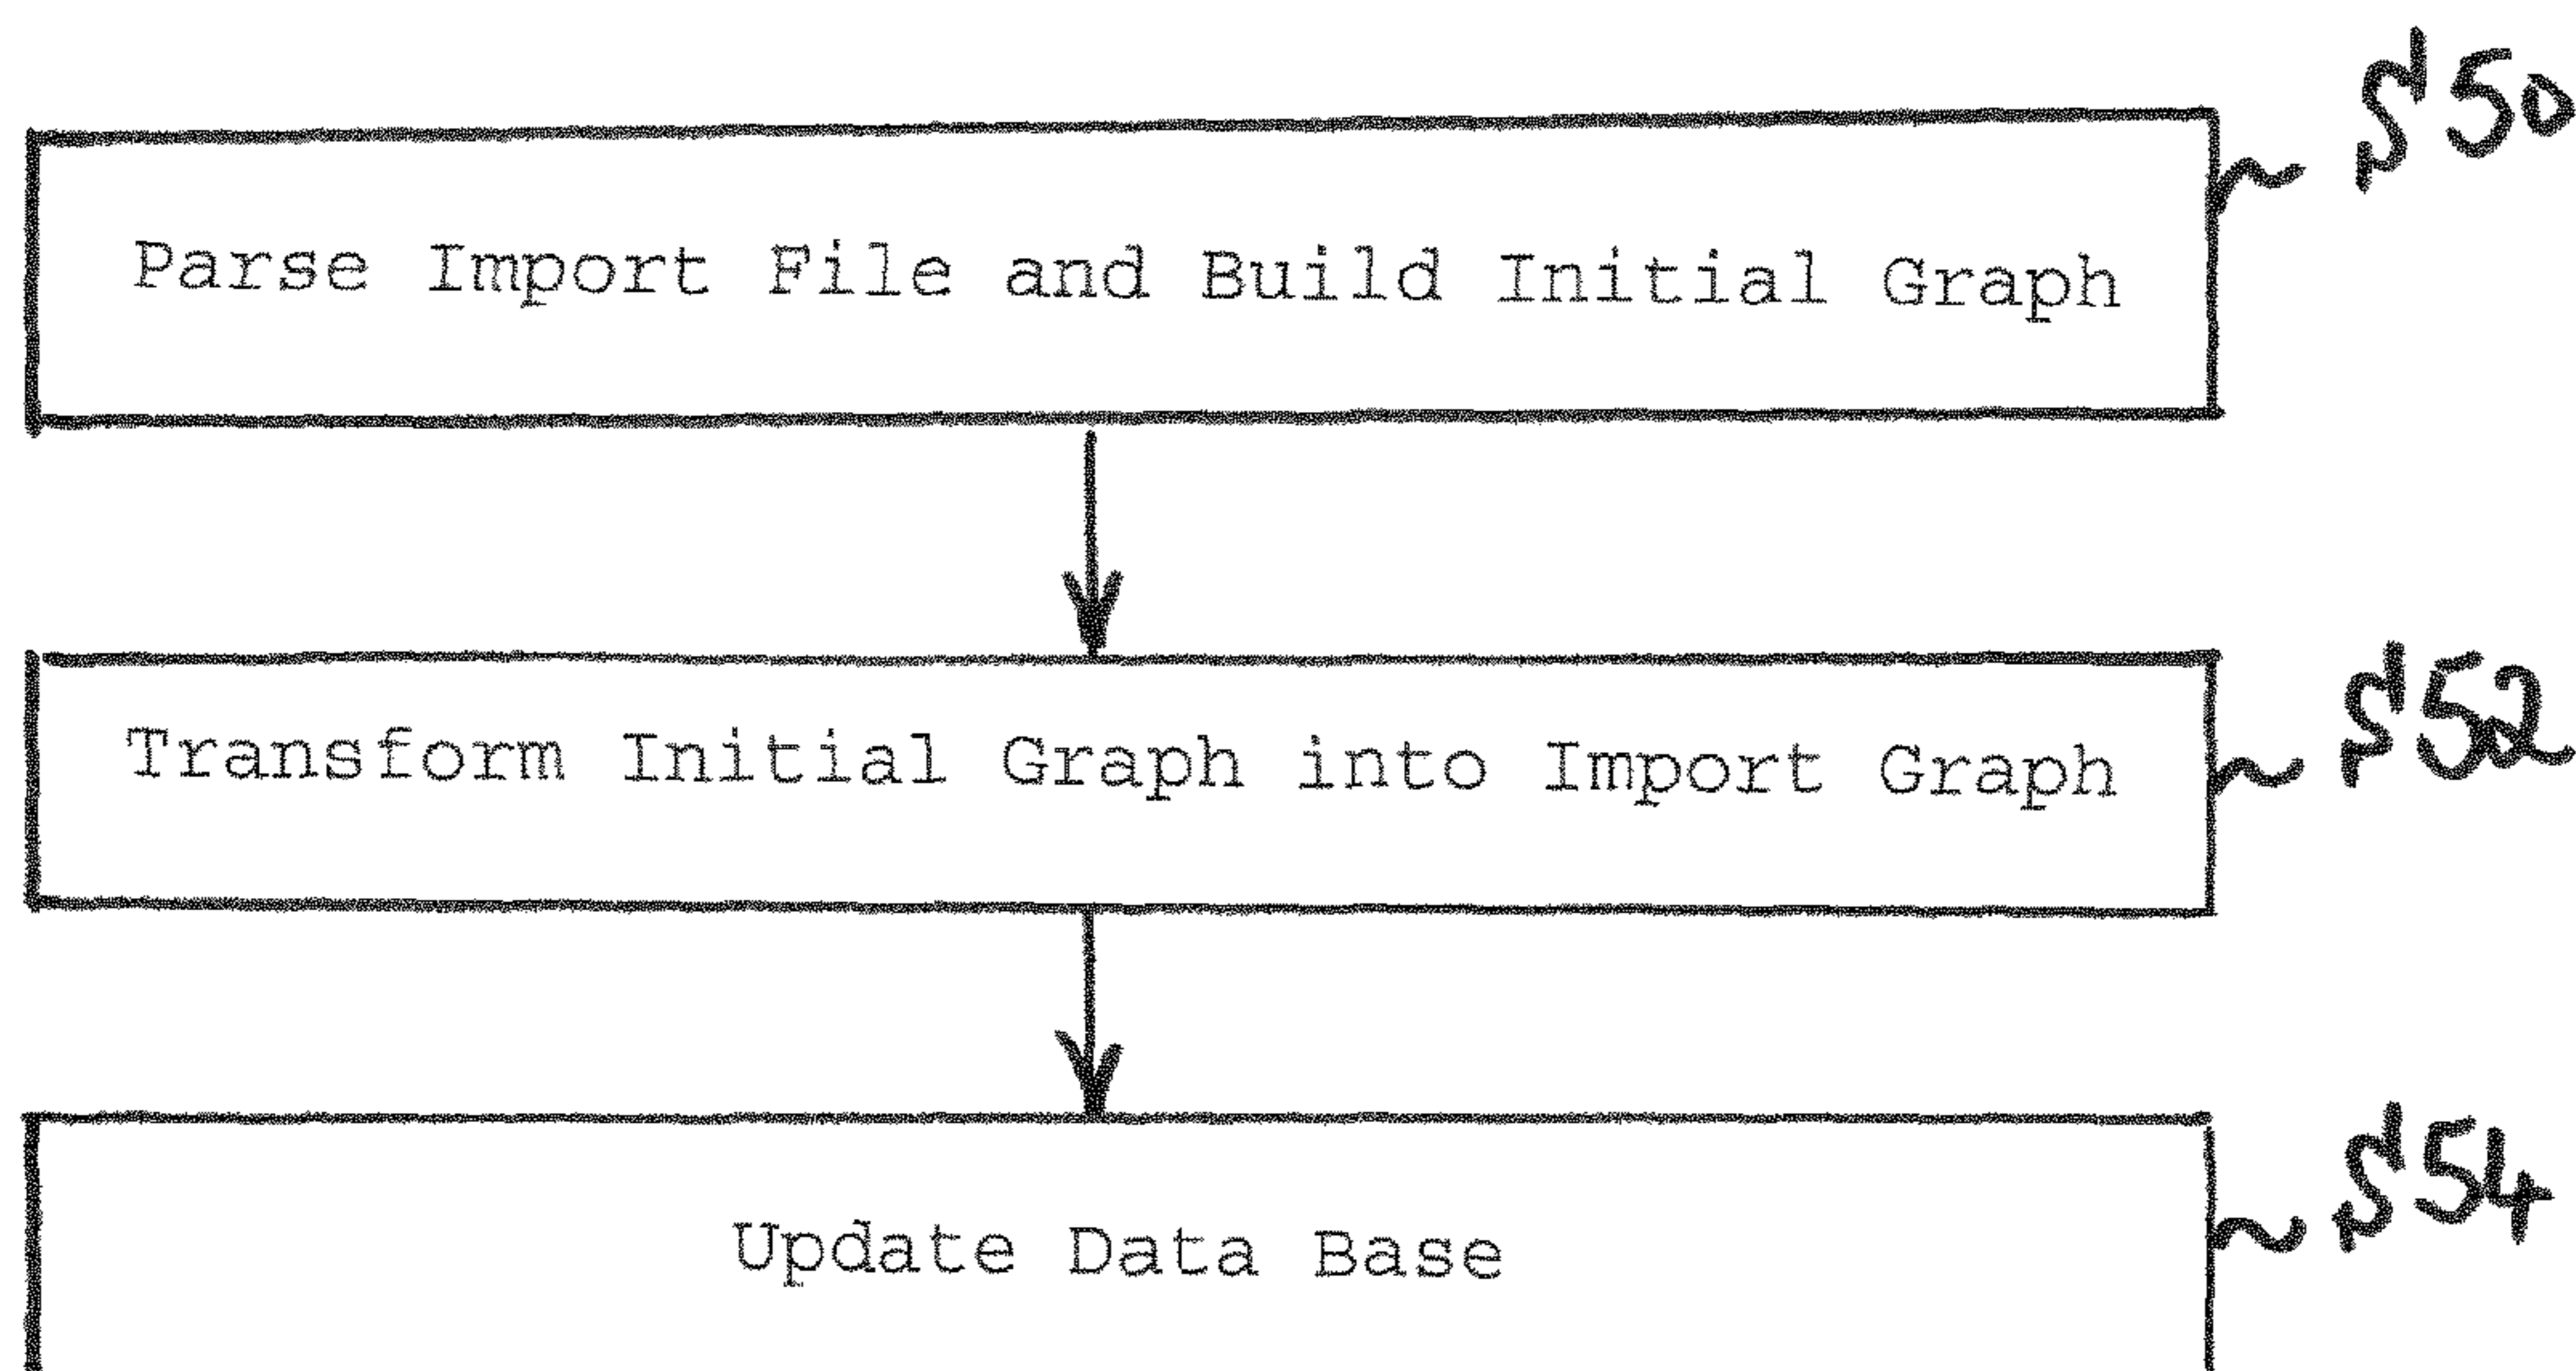 S50
Parse Import File and Build Initial Graph
S52
Transform Initial Graph into Import Graph
S54
Update Data Base